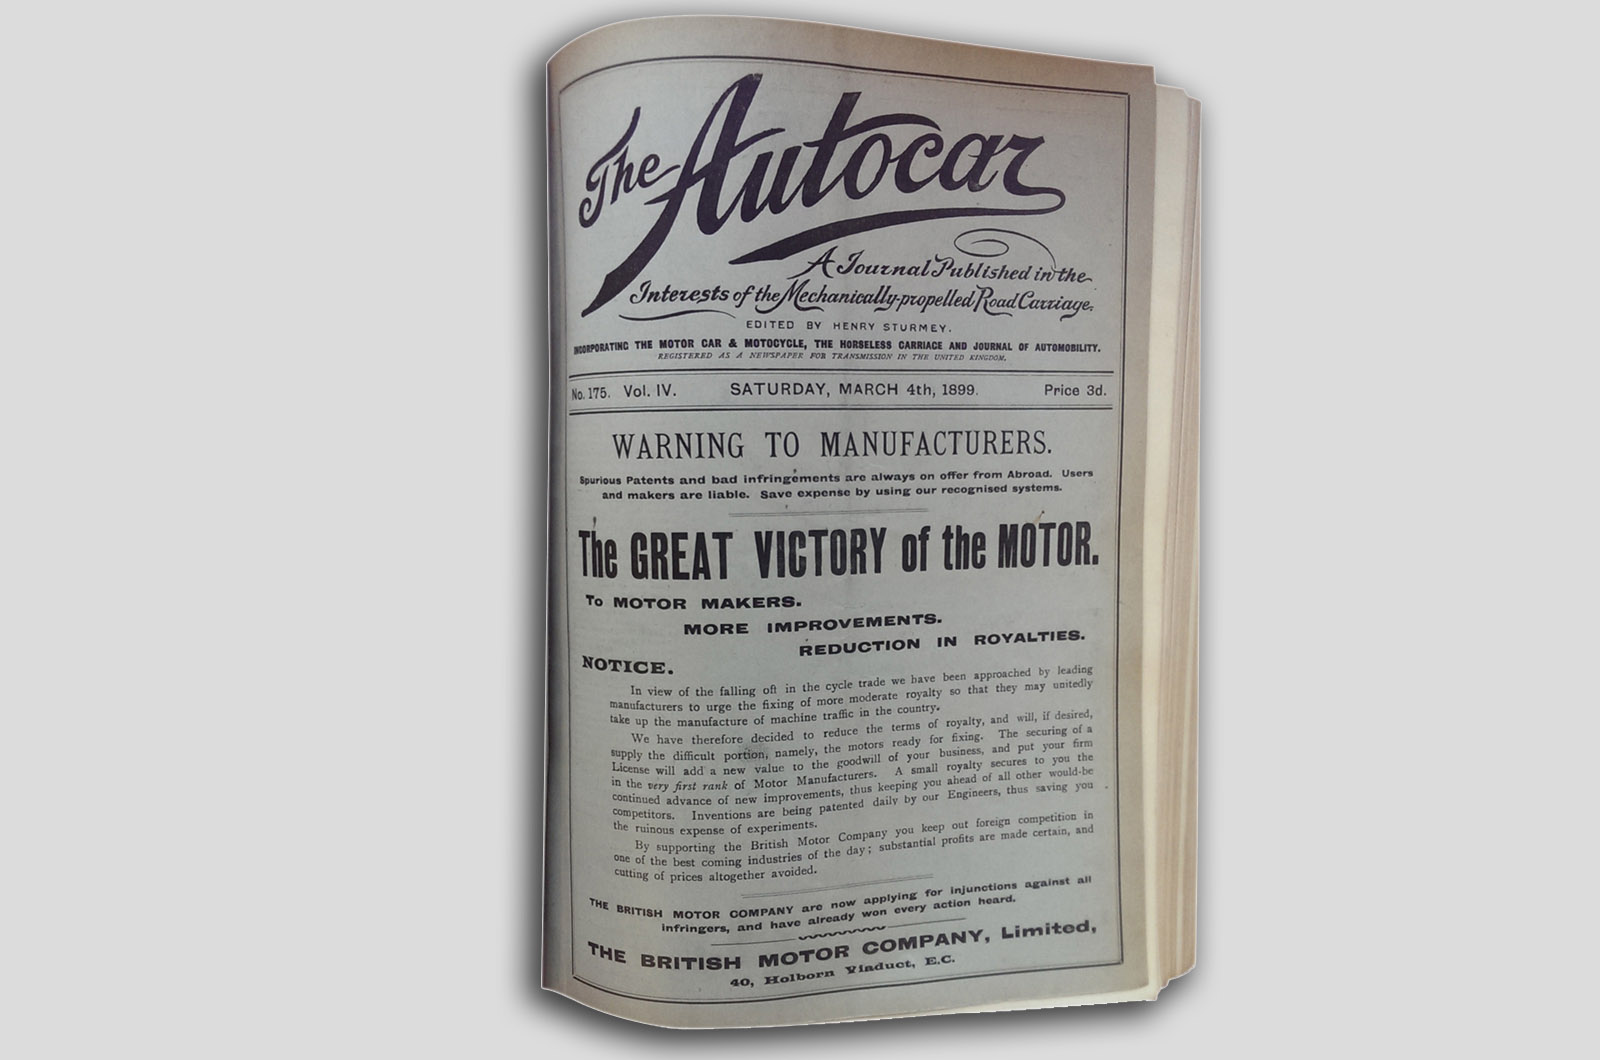 The Autocar
A Journal Published in the
Interests of the Mechanically-propelled Road Carriage.
EDITED BY HENRY STURMEY.
INCORPORATING THE MOTOR CAR & MOTOCYCLE, THE HORSELESS CARRIAGE AND JOURNAL OF AUTOMOBILITY.
REGISTERED AS A NEWSPAPER FOR TRANSMISSION IN THE UNITED KINGDOM.
No. 175. Vol. IV. SATURDAY, MARCH 4th, 1899. Price 3d.
WARNING TO MANUFACTURERS.
Spurious Patents and bad infringements are always on offer from Abroad. Users
and makers are liable. Save expense by using our recognised systems.
The GREAT VICTORY of the MOTOR.
To MOTOR MAKERS.
MORE IMPROVEMENTS.
REDUCTION IN ROYALTIES.
NOTICE.
In view of the falling oft in the cycle trade we have been approached by leading
manufacturers to urge the fixing of more moderate royalty so that they may unitedly
take up the manufacture of machine traffic in the country.
We have therefore decided to reduce the terms of royalty, and will, if desired,
supply the difficult portion, namely, the motors ready for fixing. The securing of a
License will add a new value to the goodwill of your business, and put your firm
in the very first rank of Motor Manufacturers. A small royalty secures to you the
continued advance of new improvements, thus keeping you ahead of all other would-be
competitors. Inventions are being patented daily by our Engineers, thus saving you
the ruinous expense of experiments.
By supporting the British Motor Company you keep out foreign competition in
one of the best coming industries of the day; substantial profits are made certain, and
cutting of prices altogether avoided.
THE BRITISH MOTOR COMPANY are now applying for injunctions against all
infringers, and have already won every action heard.
THE BRITISH MOTOR COMPANY, Limited,
40, Holborn Viaduct, E.C.